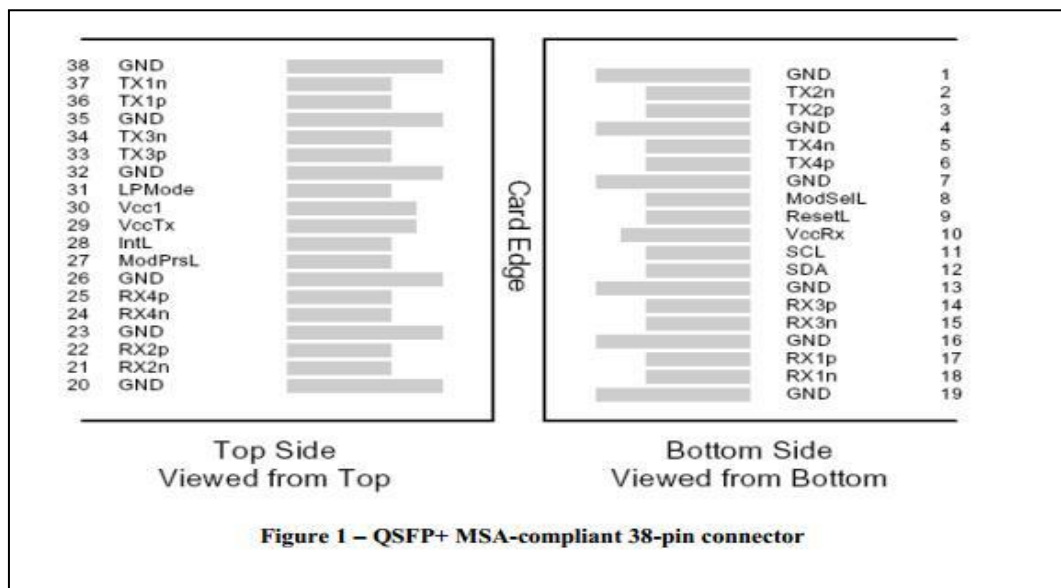 38 GND
37 TX1n
36 TX1p
35 GND
34 TX3n
33 TX3p
32 GND
31 LPMode
30 Vcc1
29 VccTx
28 IntL
27 ModPrsL
26 GND
25 RX4p
24 RX4n
23 GND
22 RX2p
21 RX2n
20 GND
Card Edge
GND 1
TX2n 2
TX2p 3
GND 4
TX4n 5
TX4p 6
GND 7
ModSelL 8
ResetL 9
VccRx 10
SCL 11
SDA 12
GND 13
RX3p 14
RX3n 15
GND 16
RX1p 17
RX1n 18
GND 19
Top Side
Viewed from Top
Bottom Side
Viewed from Bottom
Figure 1 – QSFP+ MSA-compliant 38-pin connector